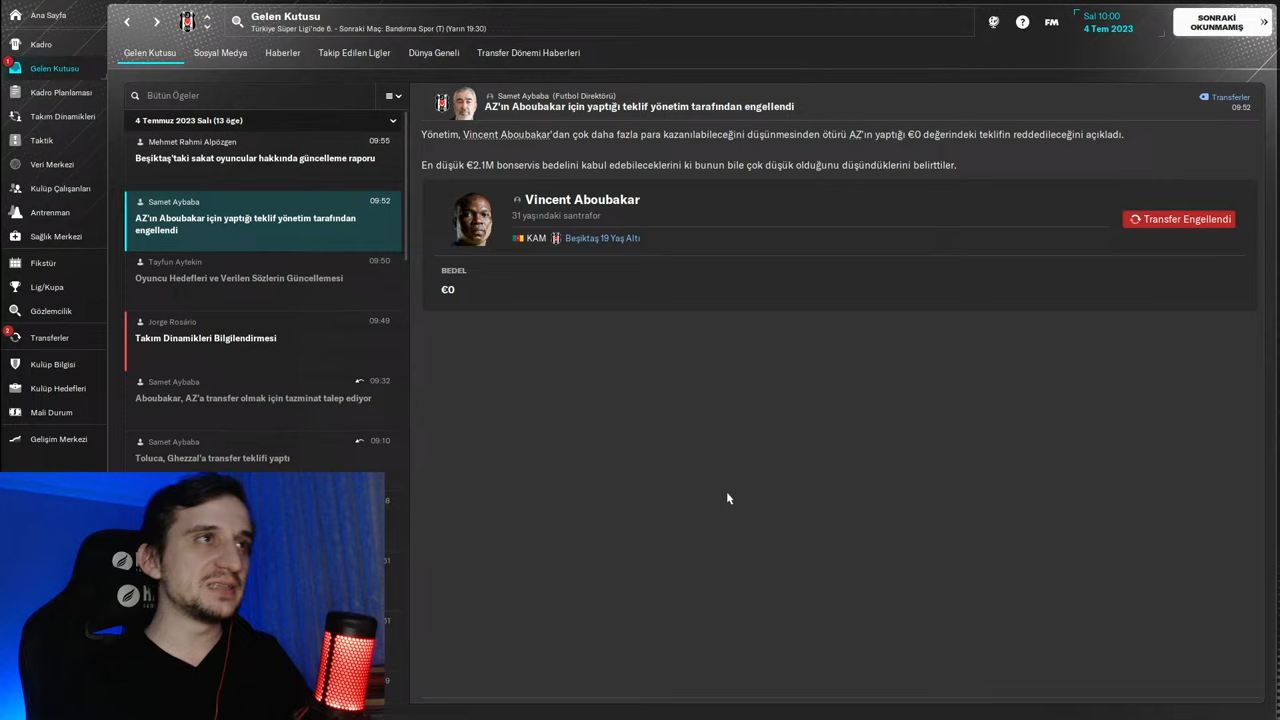 Ana Sayfa
Kadro
1
Gelen Kutusu
Kadro Planlaması
Takım Dinamikleri
Taktik
Veri Merkezi
Kulüp Çalışanları
Antrenman
Sağlık Merkezi
Fikstür
Lig/Kupa
Gözlemcilik
2
Transferler
Kulüp Bilgisi
Kulüp Hedefleri
Mali Durum
Gelişim Merkezi
Gelen Kutusu
Türkiye Süper Ligi'nde 6. - Sonraki Maç: Bandırma Spor (T) (Yarın 19:30)
?
FM
Sal 10:00
4 Tem 2023
SONRAKİ
OKUNMAMIŞ
Gelen Kutusu Sosyal Medya Haberler Takip Edilen Ligler Dünya Geneli Transfer Dönemi Haberleri
Bütün Ögeler
4 Temmuz 2023 Salı (13 öge)
Mehmet Rahmi Alpözgen 09:55
Beşiktaş'taki sakat oyuncular hakkında güncelleme raporu
Samet Aybaba 09:52
AZ'ın Aboubakar için yaptığı teklif yönetim tarafından
engellendi
Tayfun Aytekin 09:50
Oyuncu Hedefleri ve Verilen Sözlerin Güncellemesi
Jorge Rosário 09:49
Takım Dinamikleri Bilgilendirmesi
Samet Aybaba 09:32
Aboubakar, AZ'a transfer olmak için tazminat talep ediyor
Samet Aybaba 09:10
Toluca, Ghezzal'a transfer teklifi yaptı
Samet Aybaba (Futbol Direktörü)
AZ'ın Aboubakar için yaptığı teklif yönetim tarafından engellendi
Transferler
09:52
Yönetim, Vincent Aboubakar'dan çok daha fazla para kazanılabileceğini düşünmesinden ötürü AZ'ın yaptığı €0 değerindeki teklifin reddedileceğini açıkladı.
En düşük €2.1M bonservis bedelini kabul edebileceklerini ki bunun bile çok düşük olduğunu düşündüklerini belirttiler.
Vincent Aboubakar
31 yaşındaki santrafor
KAM Beşiktaş 19 Yaş Altı
Transfer Engellendi
BEDEL
€0